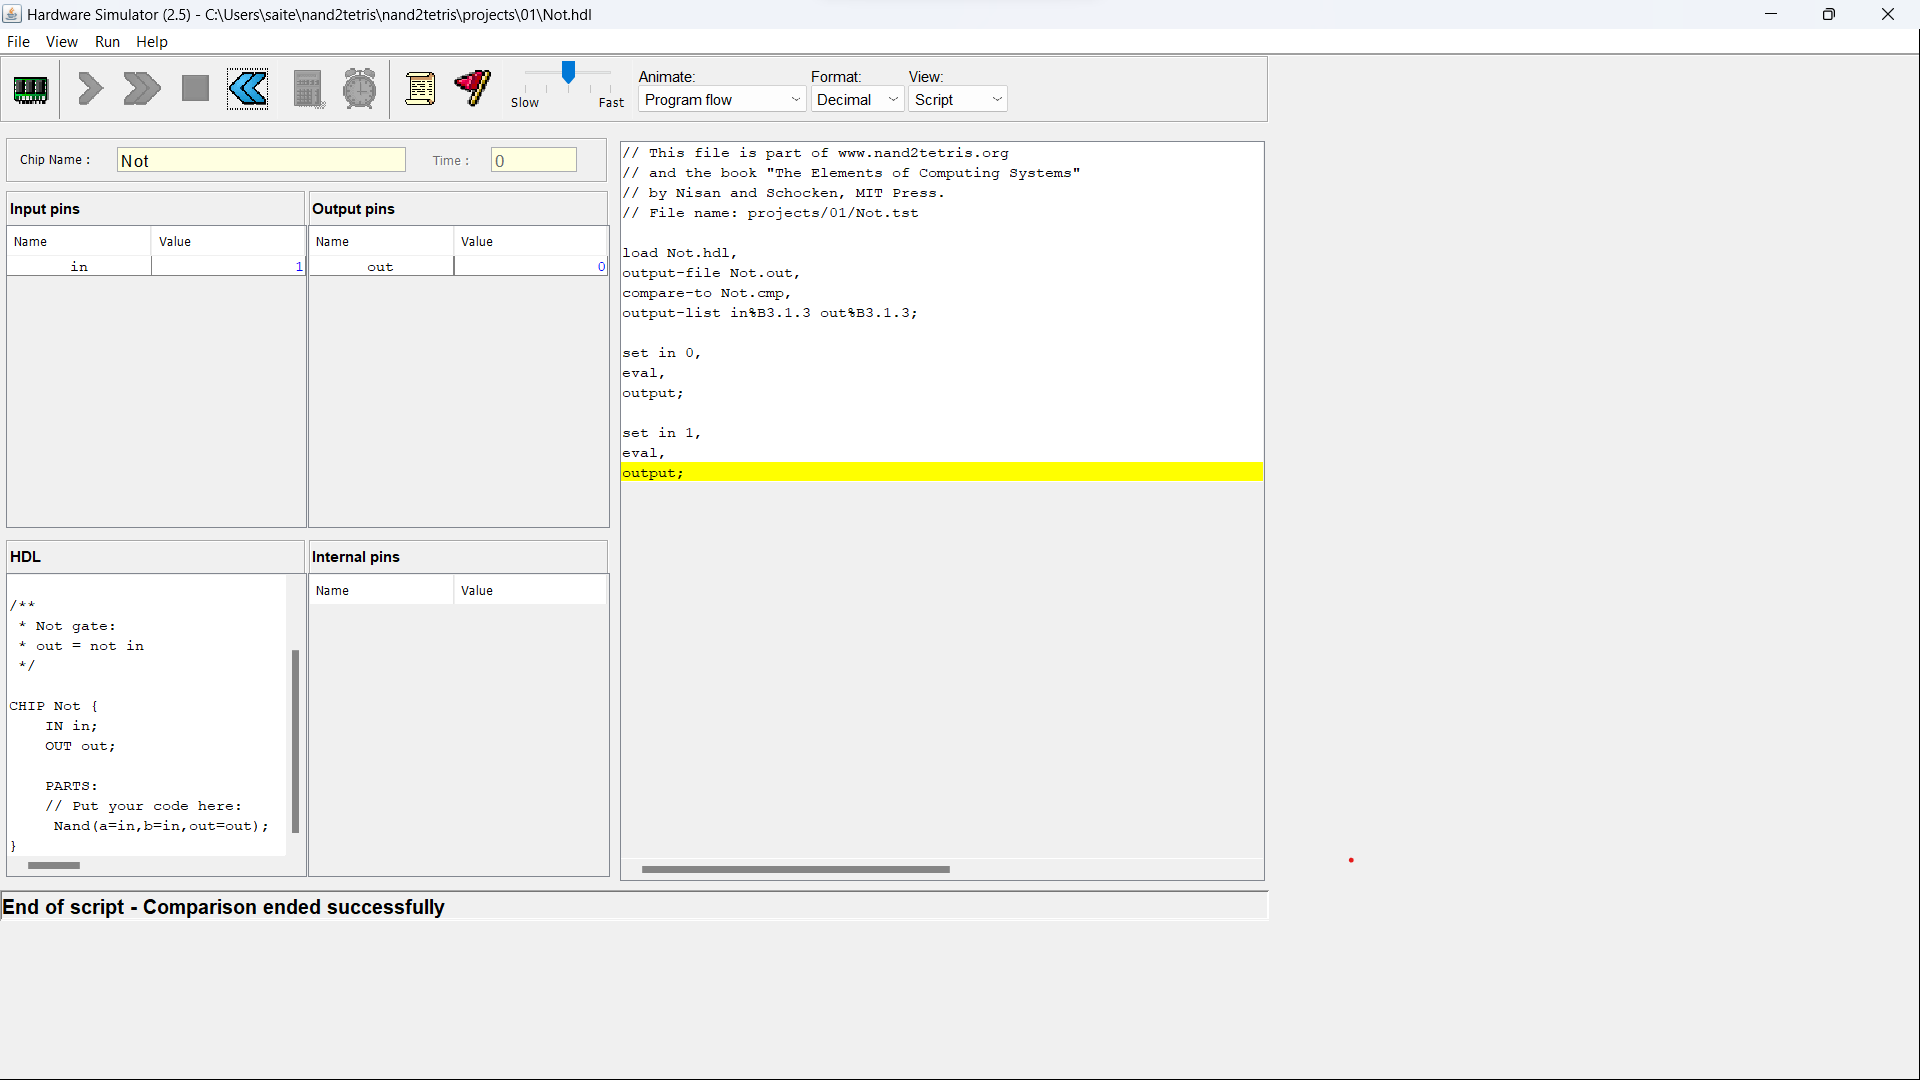 Hardware Simulator (2.5) - C:\Users\saite\nand2tetris\nand2tetris\projects\01\Not.hdl
File View Run Help
Slow Fast
Animate: Format: View:
Program flow Decimal Script
Chip Name : Not Time : 0
Input pins Output pins
Name Value Name Value
in 1 out 0
// This file is part of www.nand2tetris.org
// and the book "The Elements of Computing Systems"
// by Nisan and Schocken, MIT Press.
// File name: projects/01/Not.tst
load Not.hdl,
output-file Not.out,
compare-to Not.cmp,
output-list in%B3.1.3 out%B3.1.3;
set in 0,
eval,
output;
set in 1,
eval,
output;
HDL Internal pins
Name Value
/**
* Not gate:
* out = not in
*/
CHIP Not {
IN in;
OUT out;
PARTS:
// Put your code here:
Nand(a=in,b=in,out=out);
}
End of script - Comparison ended successfully